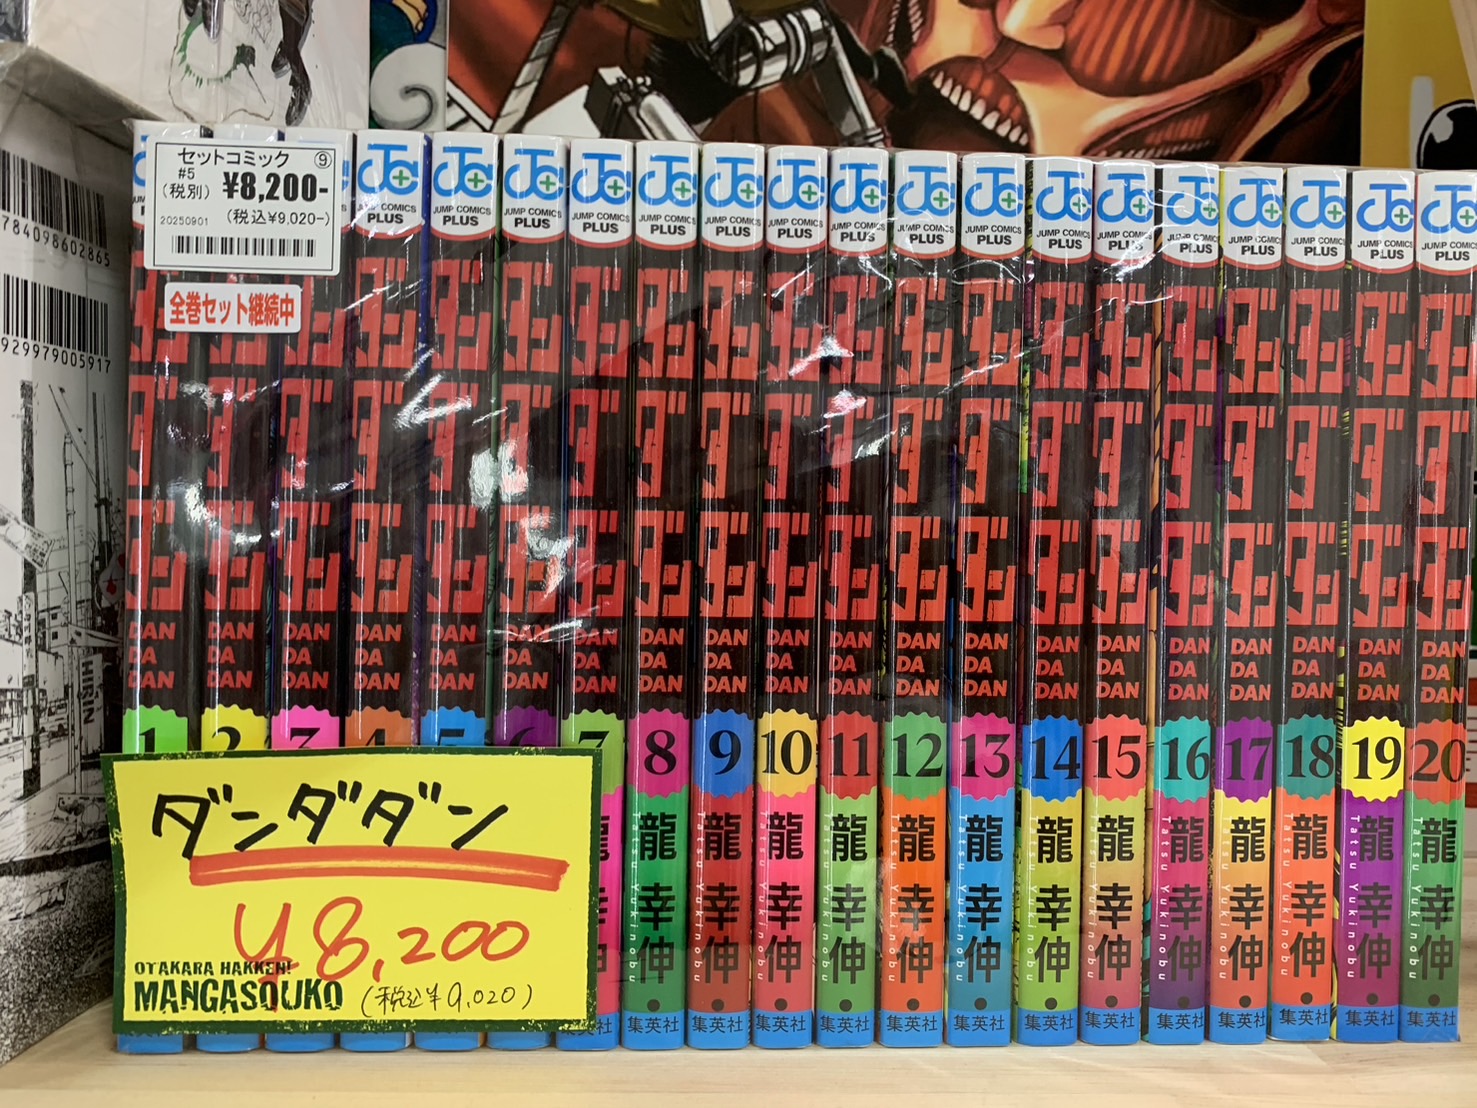 7784098602865
929979005917
HIRIN
セットコミック ⑨
#5
(税別) ¥8,200-
20250901 (税込¥9,020-)
全巻セット継続中
JUMP COMICS PLUS
ダンダダン
DAN DA DAN
1
2
3
4
5
6
7
8
9
10
11
12
13
14
15
16
17
18
19
20
龍幸伸
Tatsu Yukinobu
集英社
ダンダダン
¥8,200
OTAKARA HAKKEN!
MANGASOUKO (税込¥9,020)